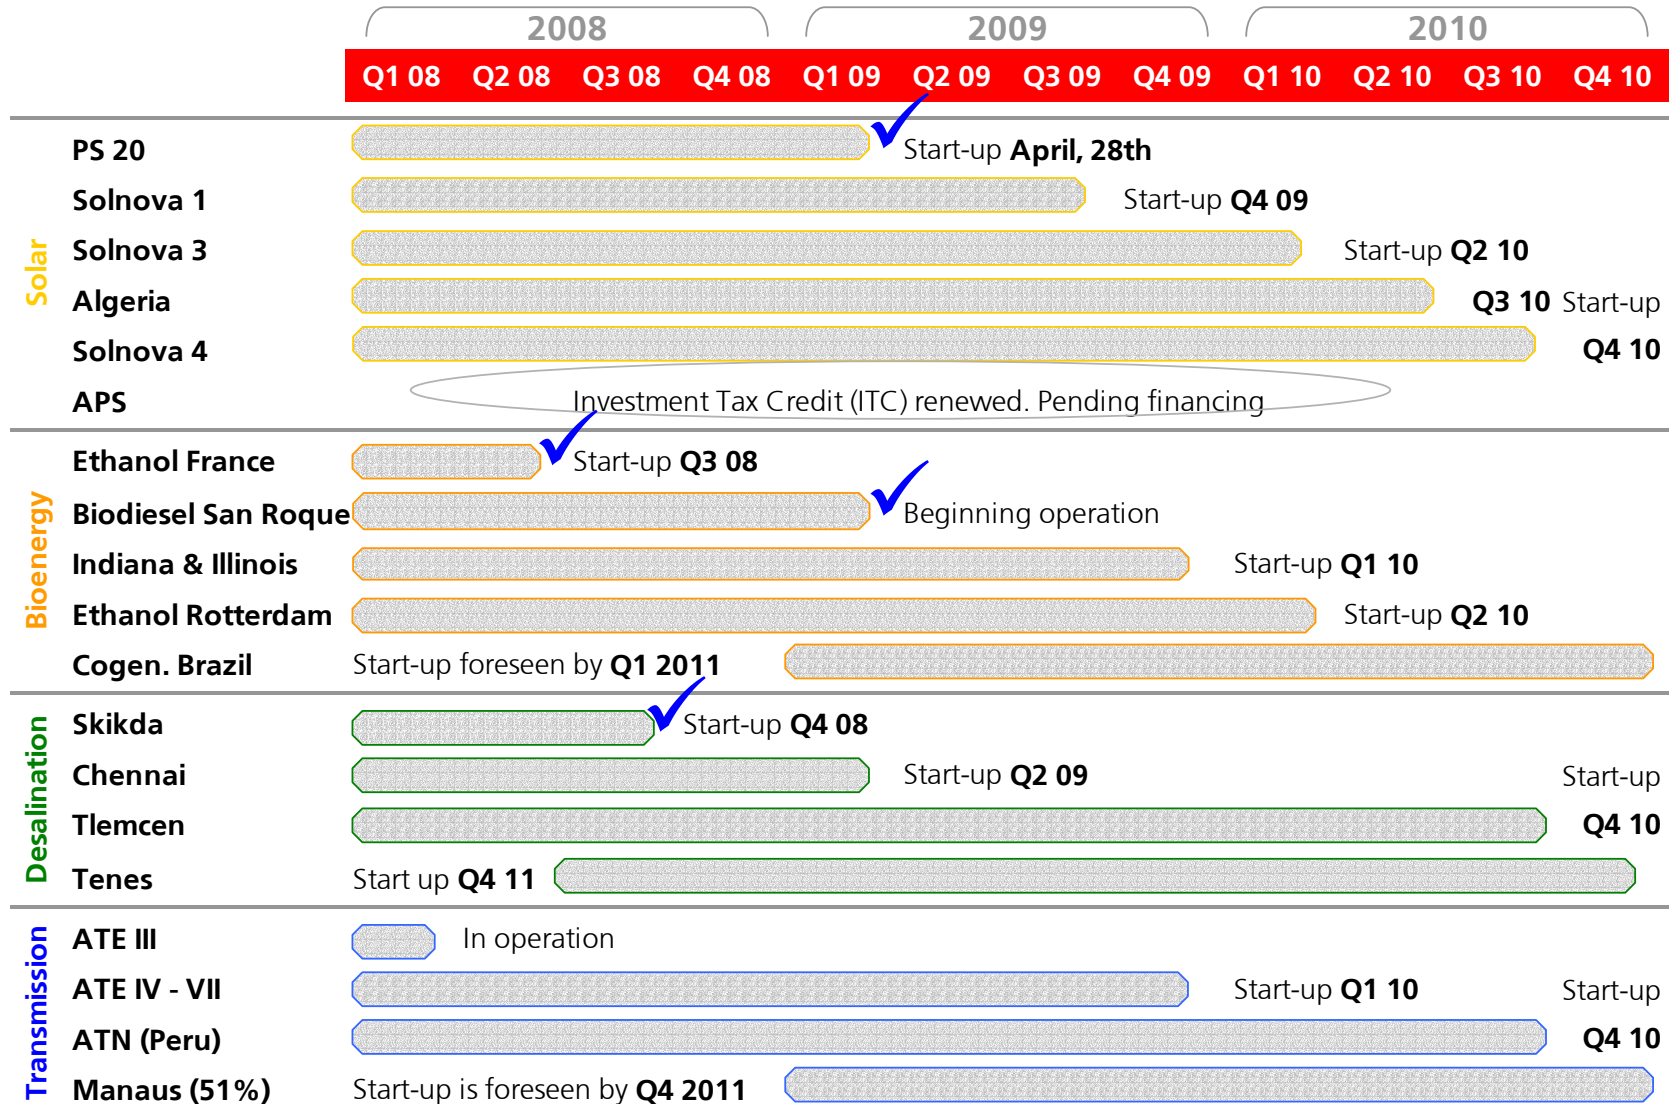 2008 2009 2010
Q1 08 Q2 08 Q3 08 Q4 08 Q1 09 Q2 09 Q3 09 Q4 09 Q1 10 Q2 10 Q3 10 Q4 10
Solar
PS 20 Start-up April, 28th
Solnova 1 Start-up Q4 09
Solnova 3 Start-up Q2 10
Algeria Q3 10 Start-up
Solnova 4 Q4 10
APS Investment Tax Credit (ITC) renewed. Pending financing
Bioenergy
Ethanol France Start-up Q3 08
Biodiesel San Roque Beginning operation
Indiana & Illinois Start-up Q1 10
Ethanol Rotterdam Start-up Q2 10
Cogen. Brazil Start-up foreseen by Q1 2011
Desalination
Skikda Start-up Q4 08
Chennai Start-up Q2 09 Start-up
Tlemcen Q4 10
Tenes Start up Q4 11
Transmission
ATE III In operation
ATE IV - VII Start-up Q1 10 Start-up
ATN (Peru) Q4 10
Manaus (51%) Start-up is foreseen by Q4 2011